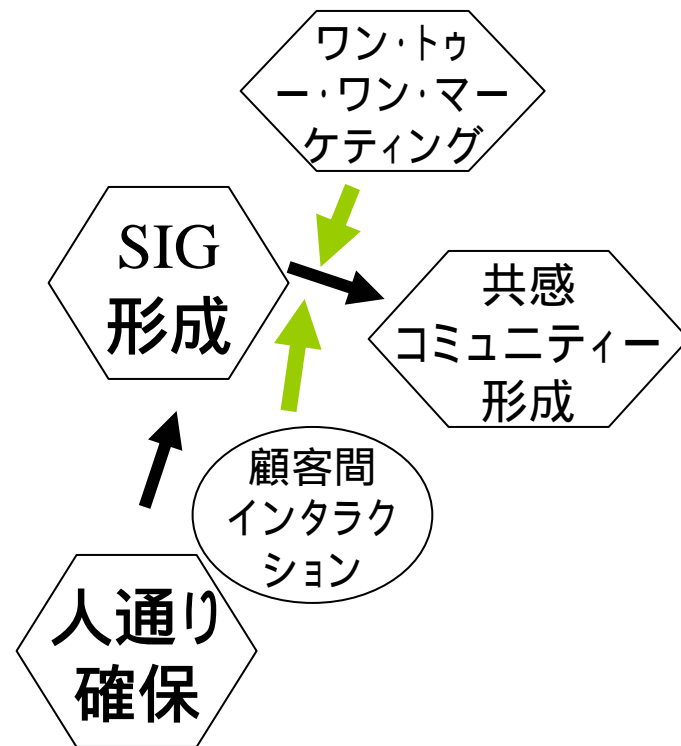 ワン・トゥ
ー・ワン・マー
ケティング
SIG
形成
共感
コミュニティー
形成
顧客間
インタラク
ション
人通り
確保